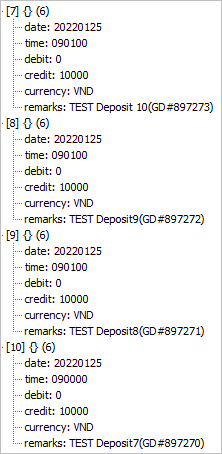 [7] {} (6)
date: 20220125
time: 090100
debit: 0
credit: 10000
currency: VND
remarks: TEST Deposit 10(GD#897273)
[8] {} (6)
date: 20220125
time: 090100
debit: 0
credit: 10000
currency: VND
remarks: TEST Deposit9(GD#897272)
[9] {} (6)
date: 20220125
time: 090100
debit: 0
credit: 10000
currency: VND
remarks: TEST Deposit8(GD#897271)
[10] {} (6)
date: 20220125
time: 090000
debit: 0
credit: 10000
currency: VND
remarks: TEST Deposit7(GD#897270)